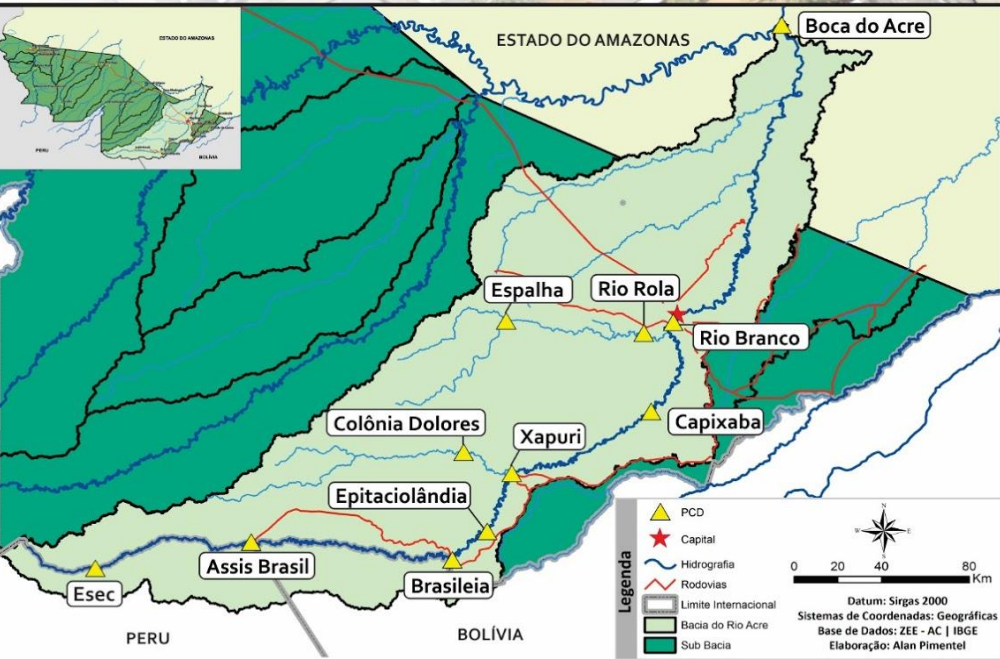 ESTADO DO AMAZONAS
PERU
BOLÍVIA
ESTADO DO AMAZONAS
Boca do Acre
Espalha
Rio Rola
Rio Branco
Colônia Dolores
Xapuri
Capixaba
Epitaciolândia
Assis Brasil
Brasileia
Esec
PERU
BOLÍVIA
Legenda
PCD
Capital
Hidrografia
Rodovias
Limite Internacional
Bacia do Rio Acre
Sub Bacia
N
W
E
S
0 20 40 80
Km
Datum: Sirgas 2000
Sistemas de Coordenadas: Geográficas
Base de Dados: ZEE - AC | IBGE
Elaboração: Alan Pimentel